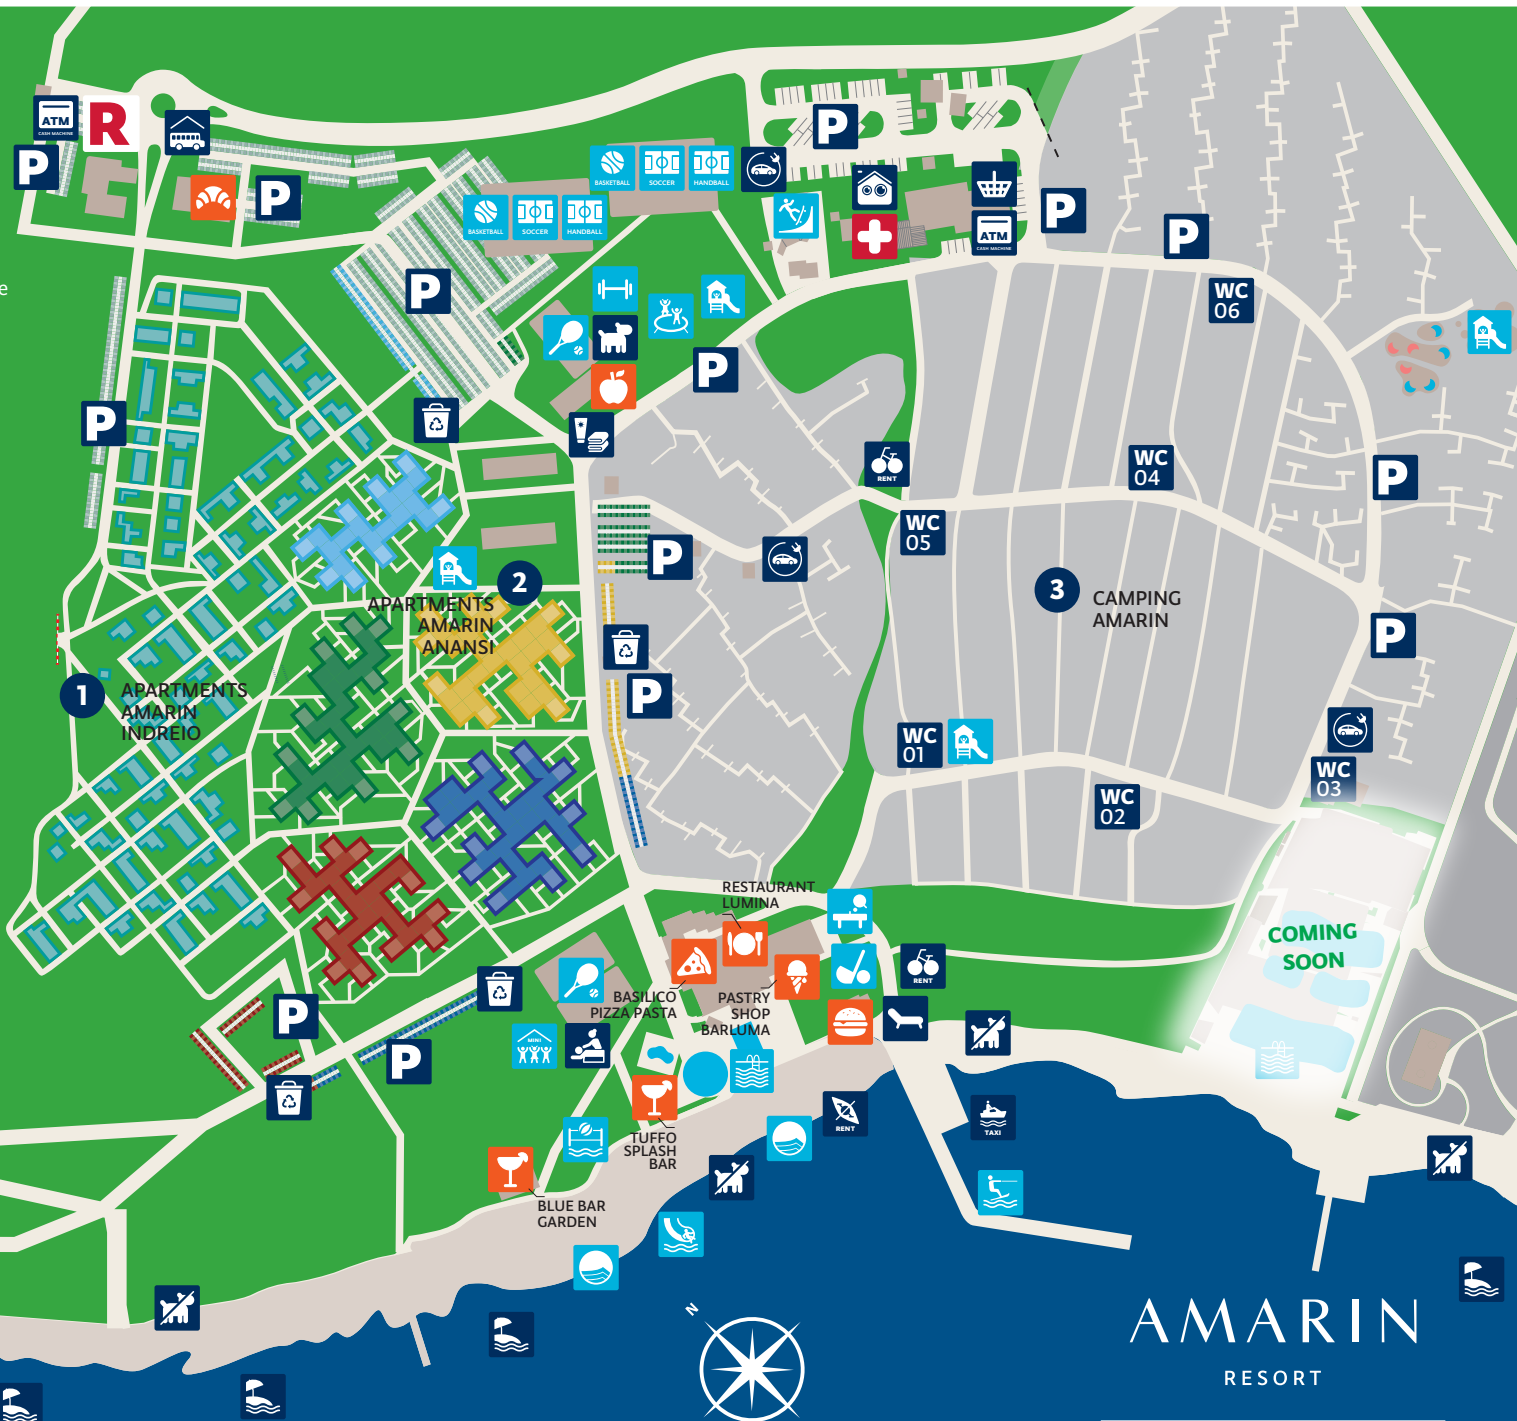 e
ATM
CASH MACHINE
R
P
P
P
BASKETBALL
SOCCER
HANDBALL
BASKETBALL
SOCCER
HANDBALL
P
ATM
CASH MACHINE
P
P
WC
06
P
P
P
RENT
WC
04
P
WC
05
P
2
APARTMENTS
AMARIN
ANANSI
3
CAMPING
AMARIN
P
1
APARTMENTS
AMARIN
INDREIO
P
WC
01
WC
03
WC
02
RESTAURANT
LUMINA
COMING
SOON
RENT
BASILICO
PIZZA PASTA
PASTRY
SHOP
BARLUMA
P
MINI
P
RENT
TAXI
TUFFO
SPLASH
BAR
BLUE BAR
GARDEN
N
AMARIN
RESORT